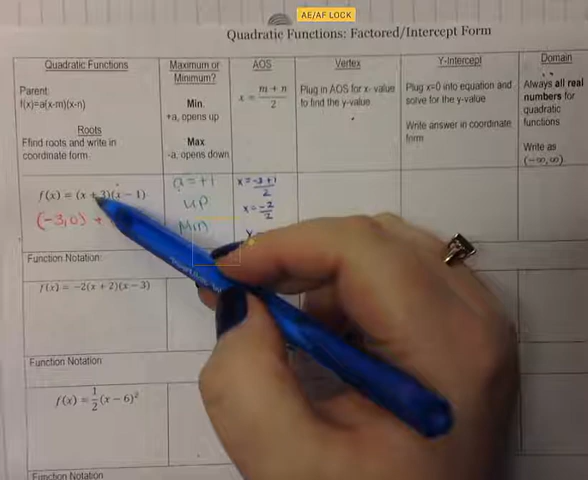 AE/AF LOCK
Quadratic Functions: Factored/Intercept Form
Quadratic Functions
Parent:
f(x)=a(x-m)(x-n)
Roots
Ffind roots and write in
coordinate form.
Maximum or
Minimum?
Min
+a, opens up
Max
-a, opens down
AOS
x = m + n / 2
Vertex
Plug in AOS for x- value
to find the y-value
Y-Intercept
Plug x=0 into equation and
solve for the y-value
Write answer in coordinate
form
Domain
Always all real
numbers for
quadratic
functions
Write as
(−∞, ∞)
f(x) = (x + 3)(x − 1)
(-3,0) +
a = +1
up
Min
x = -3+1 / 2
x = -2/2
Function Notation:
f(x) = −2(x + 2)(x − 3)
Function Notation:
f(x) = 1/2 (x − 6)²
Function Notation: